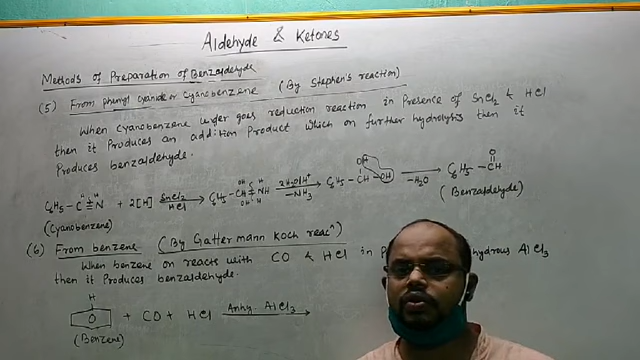 Aldehyde & Ketones
Methods of Preparation of Benzaldehyde
(5) From phenyl cyanide or Cyanobenzene (By Stephen's reaction)
When Cyanobenzene under goes reduction reaction in Presence of SnCl2 & HCl
then it Produces an addition Product which on further hydrolysis then it
Produces benzaldehyde.
C6H5 - C ≡ N + 2[H] SnCl2 HCl C6H5 - CH = NH 2H2O/H+ -NH3 C6H5 - CH - OH -H2O C6H5 - CH
(Cyanobenzene) (Benzaldehyde)
(6) From benzene (By Gattermann Koch reacn)
When benzene on reacts with CO & HCl in hydrous AlCl3
then it Produces benzaldehyde.
H
+ CO + HCl Anhy. AlCl3
(Benzene)